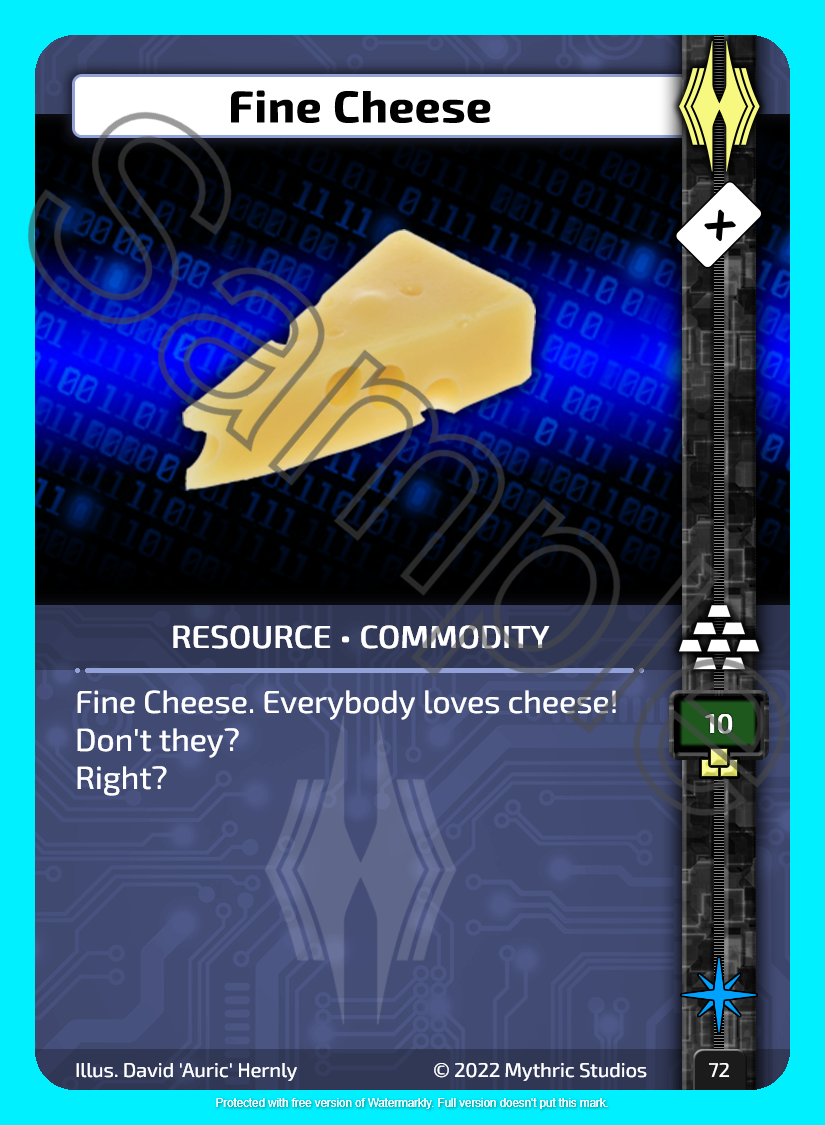 Fine Cheese
Sample
RESOURCE • COMMODITY
Fine Cheese. Everybody loves cheese!
Don't they?
Right?
10
Illus. David 'Auric' Hernly
© 2022 Mythric Studios
72
Protected with free version of Watermarkly. Full version doesn't put this mark.